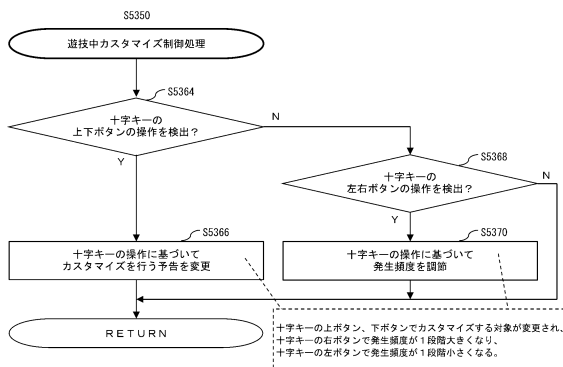 S5350
遊技中カスタマイズ制御処理
S5364
十字キーの
上下ボタンの操作を検出？
N
Y
S5368
十字キーの
左右ボタンの操作を検出？
N
Y
S5366
十字キーの操作に基づいて
カスタマイズを行う予告を変更
S5370
十字キーの操作に基づいて
発生頻度を調節
RETURN
十字キーの上ボタン、下ボタンでカスタマイズする対象が変更され、
十字キーの右ボタンで発生頻度が１段階大きくなり、
十字キーの左ボタンで発生頻度が１段階小さくなる。